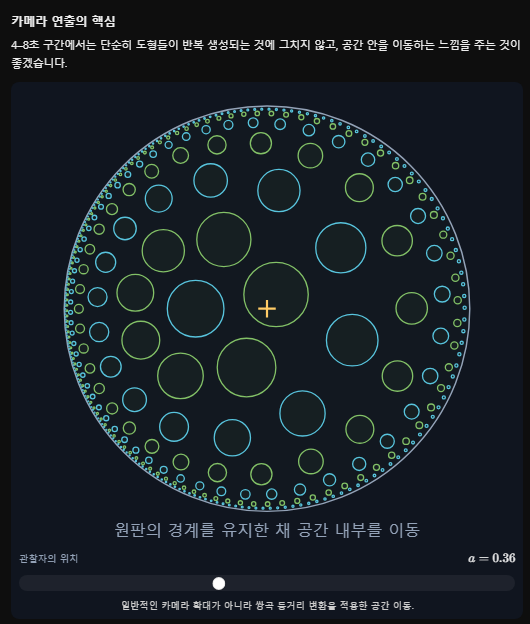 카메라 연출의 핵심
4–8초 구간에서는 단순히 도형들이 반복 생성되는 것에 그치지 않고, 공간 안을 이동하는 느낌을 주는 것이
좋겠습니다.
원판의 경계를 유지한 채 공간 내부를 이동
관찰자의 위치
a = 0.36
일반적인 카메라 확대가 아니라 쌍곡 등거리 변환을 적용한 공간 이동.